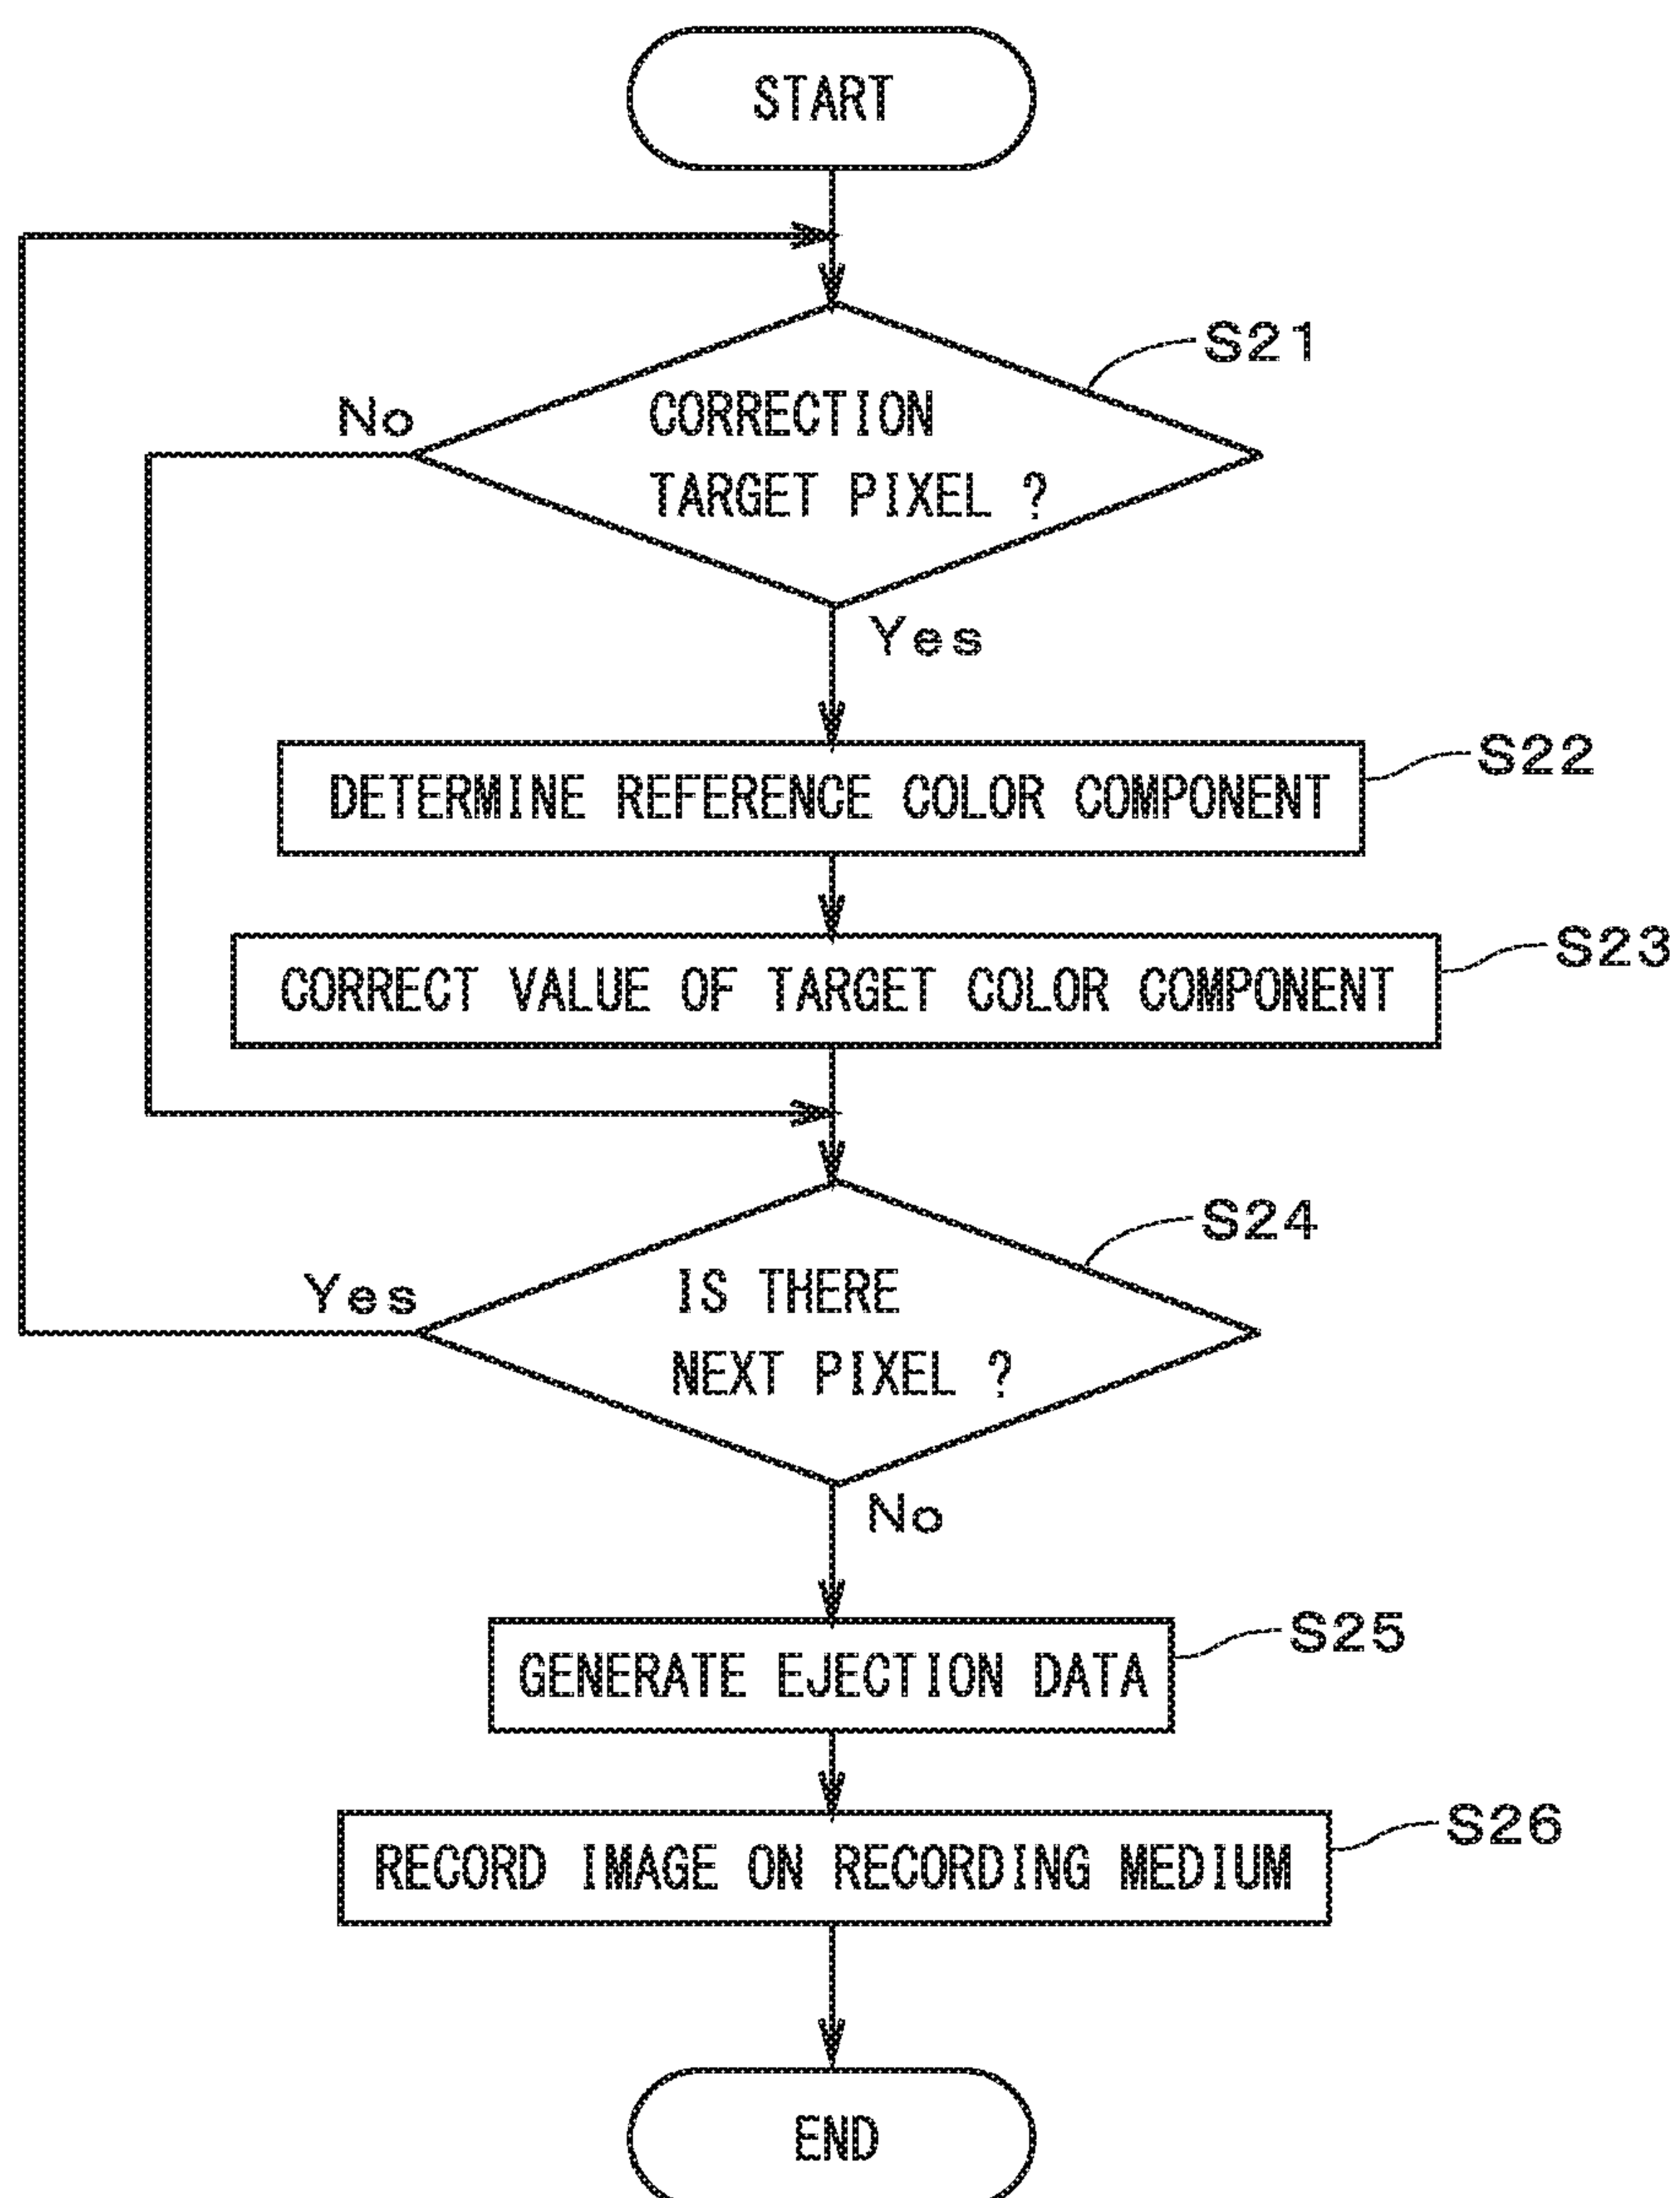 START
S21
No
CORRECTION
TARGET PIXEL ?
Yes
S22
DETERMINE REFERENCE COLOR COMPONENT
S23
CORRECT VALUE OF TARGET COLOR COMPONENT
S24
Yes
IS THERE
NEXT PIXEL ?
No
S25
GENERATE EJECTION DATA
S26
RECORD IMAGE ON RECORDING MEDIUM
END